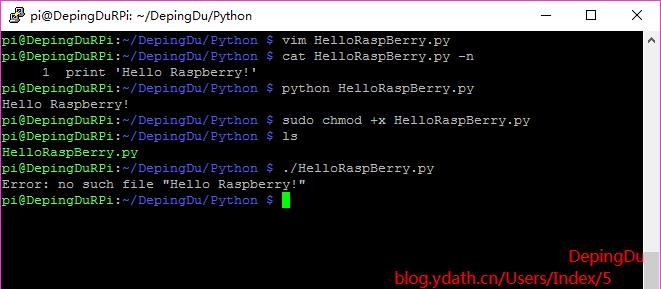 pi@DepingDuRPi: ~/DepingDu/Python
pi@DepingDuRPi:~/DepingDu/Python $ vim HelloRaspBerry.py
pi@DepingDuRPi:~/DepingDu/Python $ cat HelloRaspBerry.py -n
     1  print 'Hello Raspberry!'
pi@DepingDuRPi:~/DepingDu/Python $ python HelloRaspBerry.py
Hello Raspberry!
pi@DepingDuRPi:~/DepingDu/Python $ sudo chmod +x HelloRaspBerry.py
pi@DepingDuRPi:~/DepingDu/Python $ ls
HelloRaspBerry.py
pi@DepingDuRPi:~/DepingDu/Python $ ./HelloRaspBerry.py
Error: no such file "Hello Raspberry!"
pi@DepingDuRPi:~/DepingDu/Python $
DepingDu
blog.ydath.cn/Users/Index/5